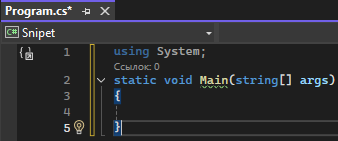 Program.cs*
C# Snipet
1 using System;
Ссылок: 0
2 static void Main(string[] args)
3 {
4
5 }